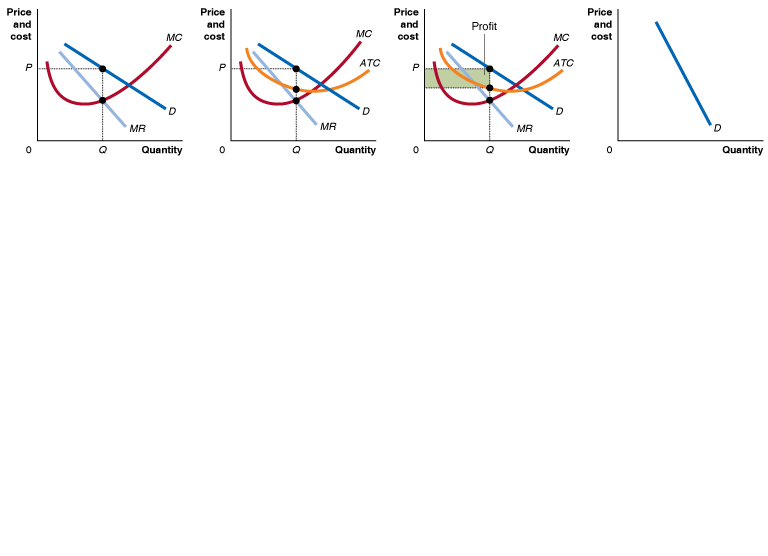 Price
and
cost
MC
P
D
MR
0
Q
Quantity
Price
and
cost
MC
ATC
P
D
MR
0
Q
Quantity
Price
and
cost
Profit
MC
ATC
P
D
MR
0
Q
Quantity
Price
and
cost
D
0
Quantity